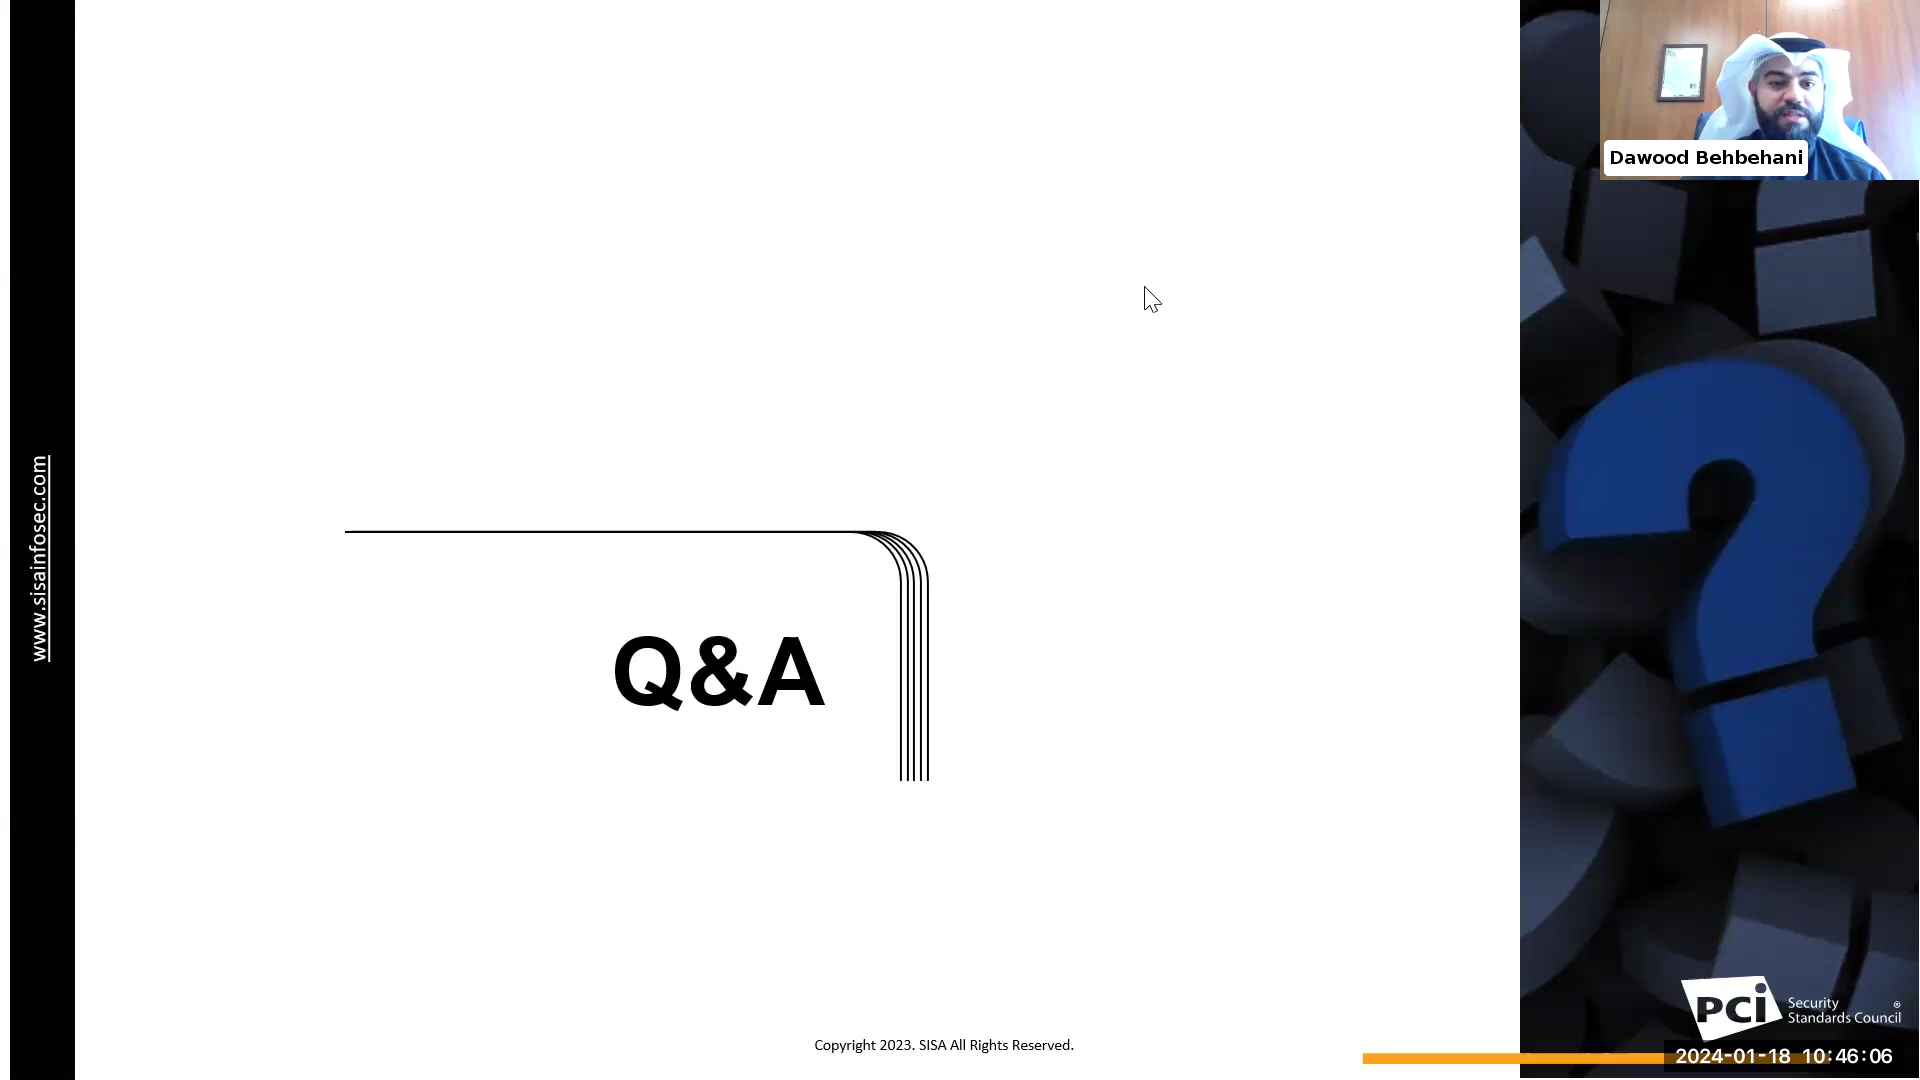 www.sisainfosec.com
Dawood Behbehani
Q&A
PCi Security
Standards Council
®
Copyright 2023. SISA All Rights Reserved.
2024-01-18 10:46:06